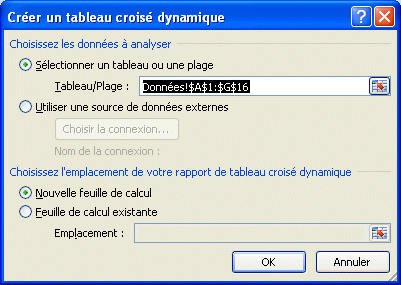 Créer un tableau croisé dynamique
Choisissez les données à analyser
Sélectionner un tableau ou une plage
Tableau/Plage : Données!$A$1:$G$16
Utiliser une source de données externes
Choisir la connexion...
Nom de la connexion :
Choisissez l'emplacement de votre rapport de tableau croisé dynamique
Nouvelle feuille de calcul
Feuille de calcul existante
Emplacement :
OK Annuler